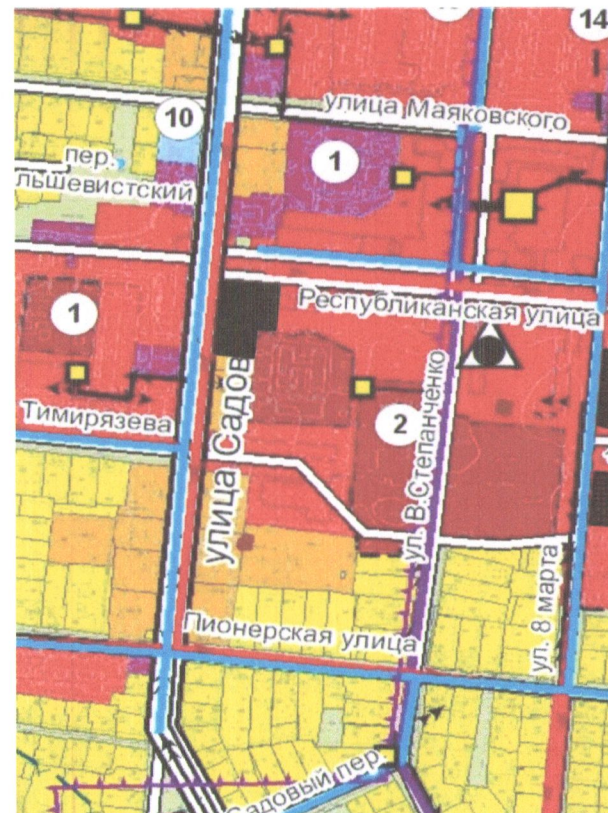 14
улица Маяковского
10
1
пер.
льшевистский
Республиканская улица
1
Тимирязева
улица Садов
2
ул. В.Степанченко
ул. 8 марта
Пионерская улица
Садовый пер.